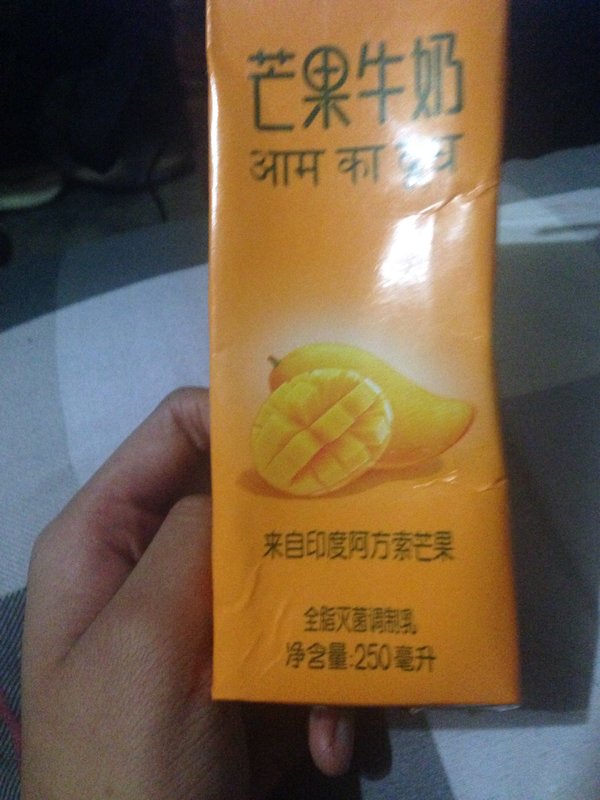 芒果牛奶
आम का दूध
来自印度阿方索芒果
全脂灭菌调制乳
净含量:250毫升